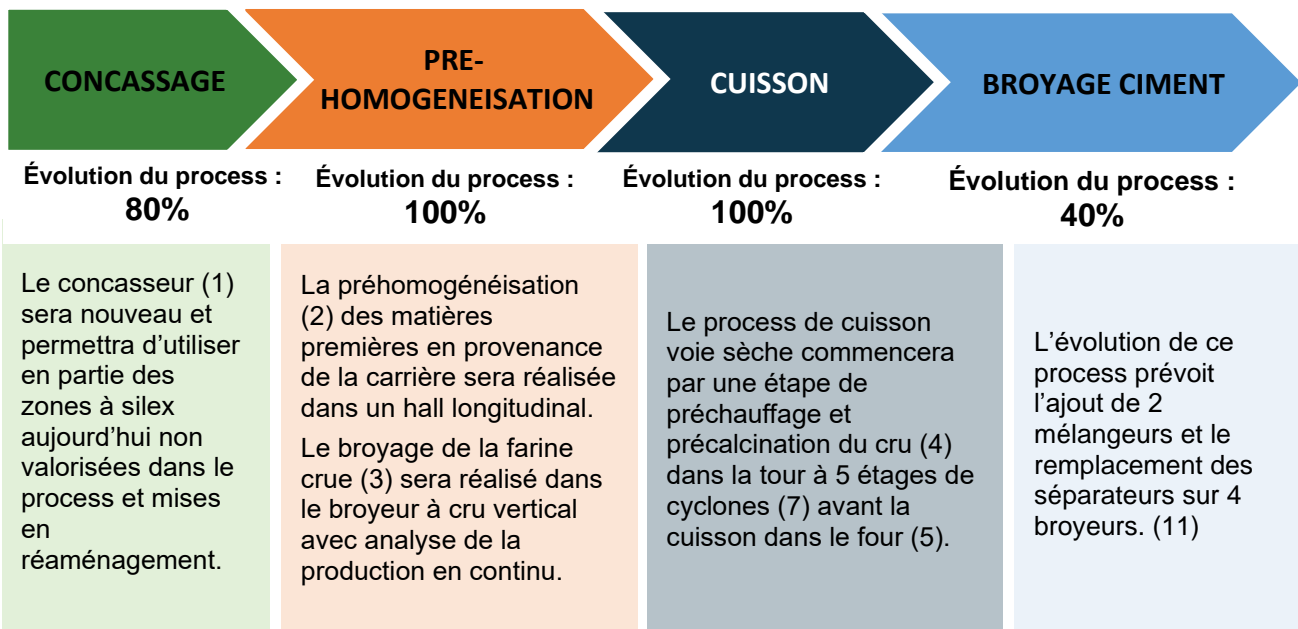 CONCASSAGE
PRE-
HOMOGENEISATION
CUISSON
BROYAGE CIMENT
Évolution du process :
80%
Évolution du process :
100%
Évolution du process :
100%
Évolution du process :
40%
Le concasseur (1)
sera nouveau et
permettra d’utiliser
en partie des
zones à silex
aujourd’hui non
valorisées dans le
process et mises
en
réaménagement.
La préhomogénéisation
(2) des matières
premières en provenance
de la carrière sera réalisée
dans un hall longitudinal.
Le broyage de la farine
crue (3) sera réalisé dans
le broyeur à cru vertical
avec analyse de la
production en continu.
Le process de cuisson
voie sèche commencera
par une étape de
préchauffage et
précalcination du cru (4)
dans la tour à 5 étages de
cyclones (7) avant la
cuisson dans le four (5).
L’évolution de ce
process prévoit
l’ajout de 2
mélangeurs et le
remplacement des
séparateurs sur 4
broyeurs. (11)